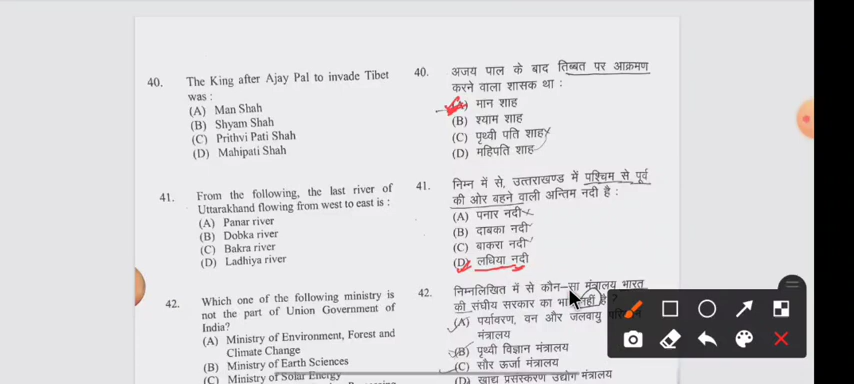 40. The King after Ajay Pal to invade Tibet
was :
(A) Man Shah
(B) Shyam Shah
(C) Prithvi Pati Shah
(D) Mahipati Shah
41. From the following, the last river of
Uttarakhand flowing from west to east is :
(A) Panar river
(B) Dobka river
(C) Bakra river
(D) Ladhiya river
42. Which one of the following ministry is
not the part of Union Government of
India?
(A) Ministry of Environment, Forest and
Climate Change
(B) Ministry of Earth Sciences
(C) Ministry of Solar Energy
40. अजय पाल के बाद तिब्बत पर आक्रमण
करने वाला शासक था :
(A) मान शाह
(B) श्याम शाह
(C) पृथ्वी पति शाह
(D) महिपति शाह
41. निम्न में से, उत्तराखण्ड में पश्चिम से पूर्व
की ओर बहने वाली अन्तिम नदी है :
(A) पनार नदी
(B) दाबका नदी
(C) बाकरा नदी
(D) लधिया नदी
42. निम्नलिखित में से कौन-सा मंत्रालय भारत
की संघीय सरकार का नहीं है ?
(A) पर्यावरण, वन और जलवायु
मंत्रालय
(B) पृथ्वी विज्ञान मंत्रालय
(C) सौर ऊर्जा मंत्रालय
(D) खाद्य प्रसंस्करण उद्योग मंत्रालय